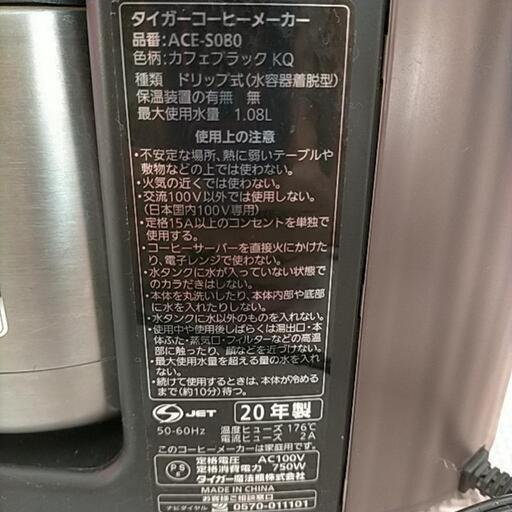 タイガーコーヒーメーカー
品番：ACE-S080
色柄：カフェブラック KQ
種類　ドリップ式（水容器着脱型）
保温装置の有無　無
最大使用水量　1.08L
使用上の注意
・不安定な場所、熱に弱いテーブルや
敷物などの上では使わない。
・火気の近くでは使わない。
・交流100V以外では使わない。
（日本国内100V専用）
・定格15A以上のコンセントを単独で
使用する。
・コーヒーサーバーを直接火にかけた
り、電子レンジで使わない。
・水タンクに水が入っていない状態で
のカラだきはしない。
・本体を丸洗いしたり、本体内部や底部
に水を入れない。
・水タンクに水以外のものを入れない。
・使用中や使用後しばらくは湯出口・本
体ふた・蒸気口・フィルターなどの高温
部に触ったり、顔などを近づけない。
・最大使用水量を超える量の水を入れ
ない。
・続けて使用するときは、本体が冷めるま
で（約10分）待つ。
S JET　20年製
50-60Hz　温度ヒューズ　176℃
電流ヒューズ　2A
このコーヒーメーカーは家庭用です。
PSE　定格電圧　AC100V
定格消費電力　750W
タイガー魔法瓶株式会社
MADE IN CHINA
お客様ご相談窓口
ナビダイヤル　0570-011101